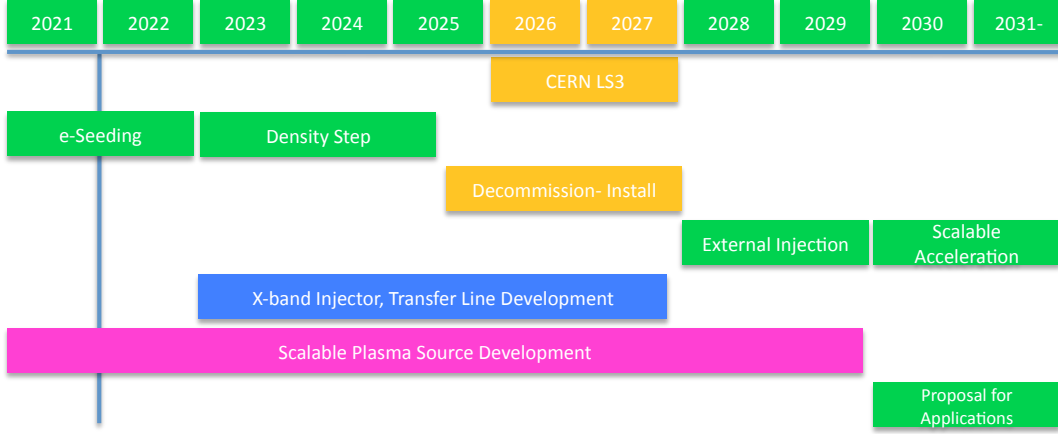 2021 2022 2023 2024 2025 2026 2027 2028 2029 2030 2031-
CERN LS3
e-Seeding Density Step
Decommission- Install
External Injection
Scalable
Acceleration
X-band Injector, Transfer Line Development
Scalable Plasma Source Development
Proposal for
Applications